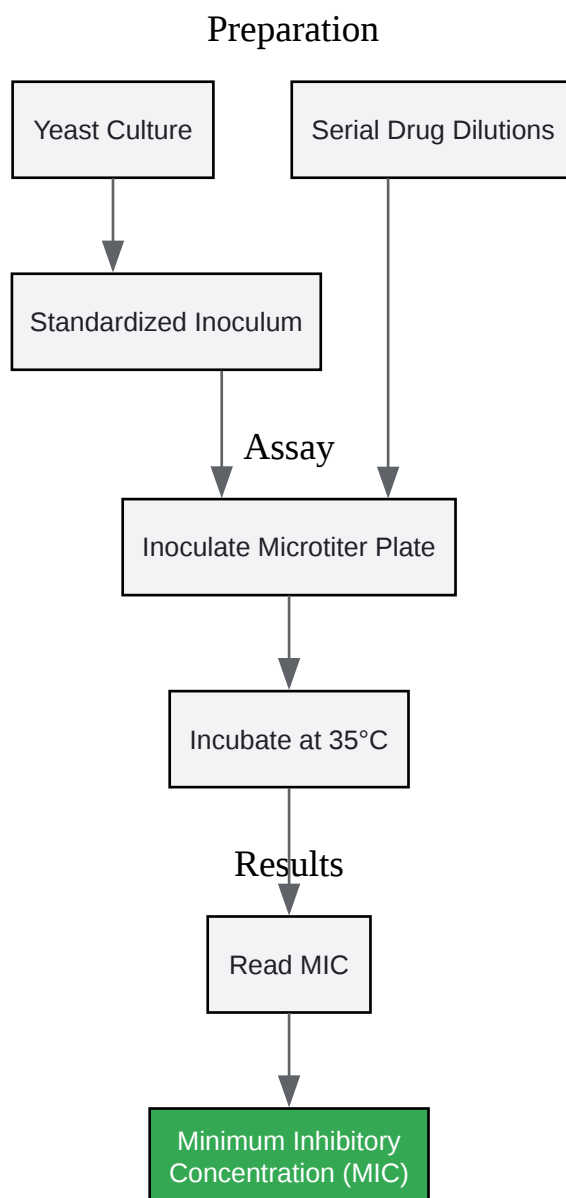 Preparation
Yeast Culture
Serial Drug Dilutions
Standardized Inoculum
Assay
Inoculate Microtiter Plate
Incubate at 35°C
Results
Read MIC
Minimum Inhibitory
Concentration (MIC)